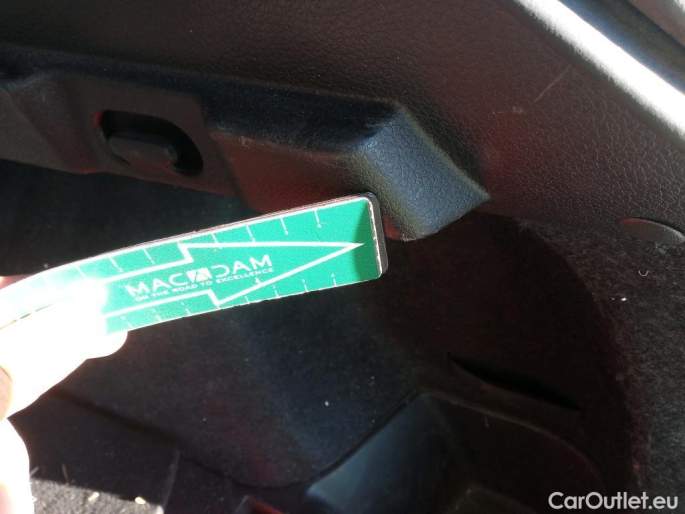 MACADAM
ON THE ROAD TO EXCELLENCE
CarOutlet.eu